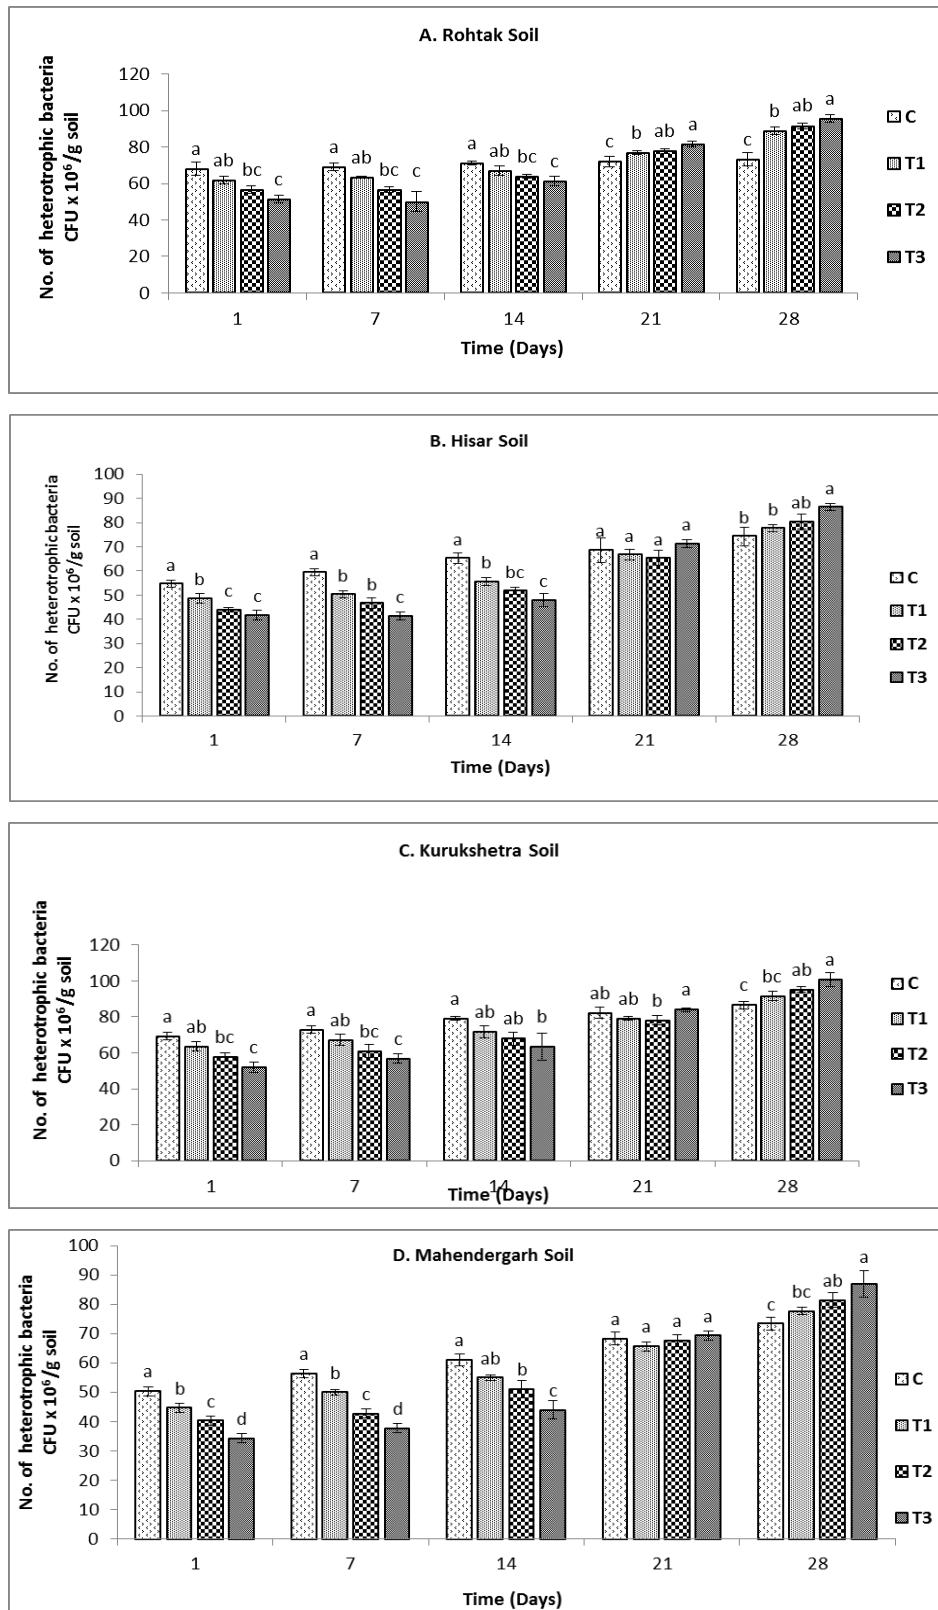 A. Rohtak Soil
No. of heterotrophic bacteria
CFU x 10⁶/g soil
120
100
80
60
40
20
0
a ab bc c
a ab bc c
a ab bc c
c b ab a
c b ab a
1 7 14 21 28
Time (Days)
C
T1
T2
T3
B. Hisar Soil
No. of heterotrophic bacteria
CFU x 10⁶/g soil
100
90
80
70
60
50
40
30
20
10
0
a b c c
a b b c
a b bc c
a a a a
b b ab a
1 7 14 21 28
Time (Days)
C
T1
T2
T3
C. Kurukshetra Soil
No. of heterotrophic bacteria
CFU x 10⁶/g soil
120
100
80
60
40
20
0
a ab bc c
a ab bc c
a ab ab b
ab ab b a
c bc ab a
1 7 14 21 28
Time (Days)
C
T1
T2
T3
D. Mahendergarh Soil
No. of heterotrophic bacteria
CFU x 10⁶/g soil
100
90
80
70
60
50
40
30
20
10
0
a b c d
a b c d
a ab b c
a a a a
c bc ab a
1 7 14 21 28
Time (Days)
C
T1
T2
T3